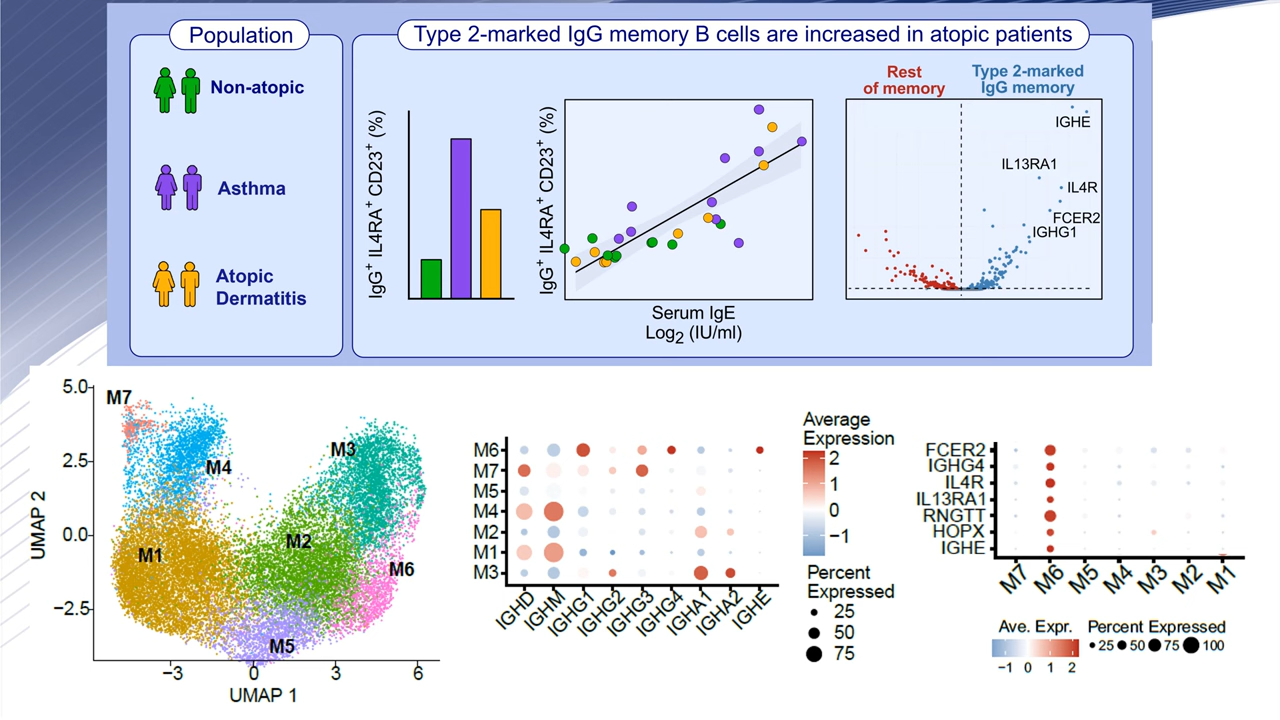 Population
Non-atopic
Asthma
Atopic
Dermatitis
Type 2-marked IgG memory B cells are increased in atopic patients
IgG⁺ IL4RA⁺ CD23⁺ (%)
IgG⁺ IL4RA⁺ CD23⁺ (%)
Serum IgE
Log₂ (IU/ml)
Rest
of memory
Type 2-marked
IgG memory
IGHE
IL13RA1
IL4R
FCER2
IGHG1
UMAP 2
5.0
2.5
0.0
−2.5
M7
M4
M3
M1
M2
M6
M5
−3
0
3
6
UMAP 1
M6
M7
M5
M4
M2
M1
M3
IGHD
IGHM
IGHG1
IGHG2
IGHG3
IGHG4
IGHA1
IGHA2
IGHE
Average
Expression
2
1
0
−1
Percent
Expressed
25
50
75
FCER2
IGHG4
IL4R
IL13RA1
RNGTT
HOPX
IGHE
M7
M6
M5
M4
M3
M2
M1
Ave. Expr.
−1 0 1 2
Percent Expressed
25 50 75 100